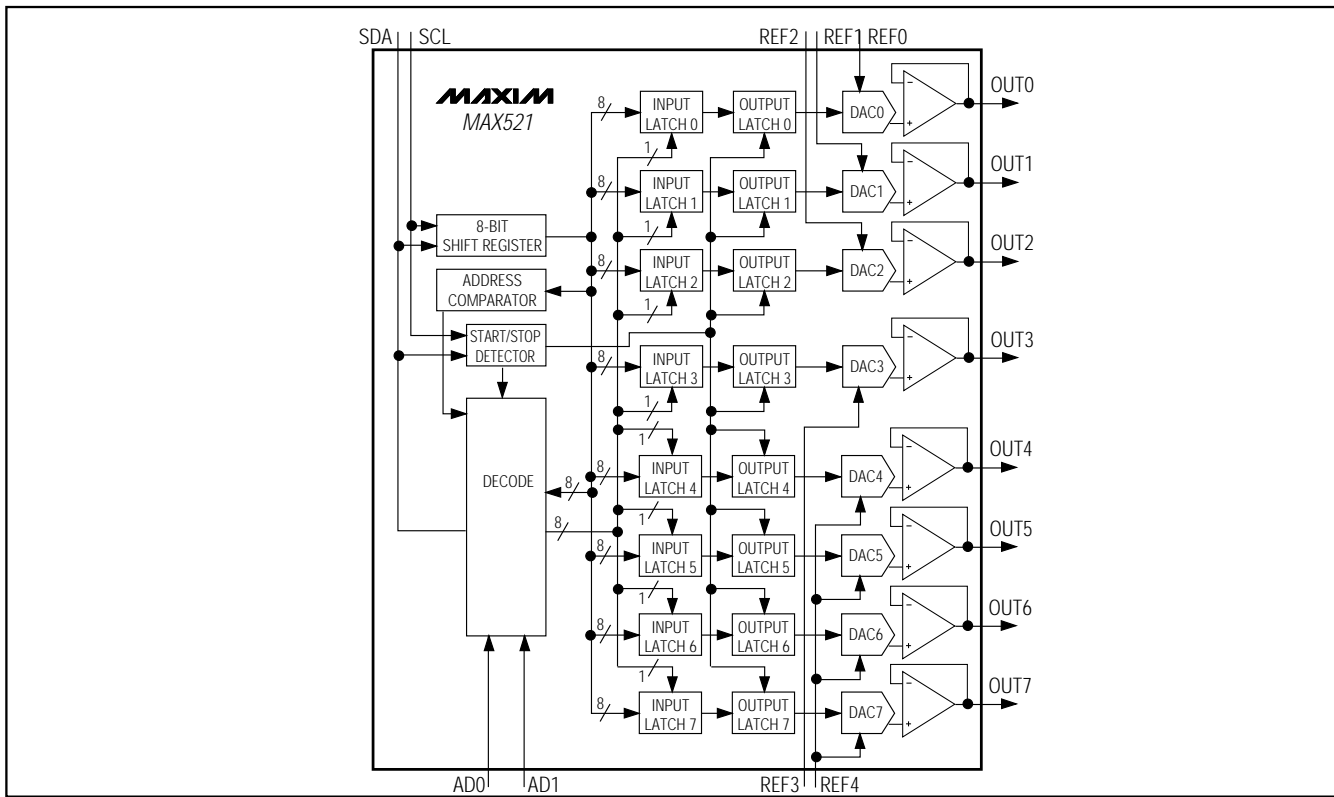 SDA SCL REF2 REF1 REF0
MAXIM
MAX521
8 INPUT LATCH 0 OUTPUT LATCH 0 DAC0 - + OUT0
1
8 INPUT LATCH 1 OUTPUT LATCH 1 DAC1 - + OUT1
1
8-BIT
SHIFT REGISTER
8 INPUT LATCH 2 OUTPUT LATCH 2 DAC2 - + OUT2
1
ADDRESS
COMPARATOR
START/STOP
DETECTOR
8 INPUT LATCH 3 OUTPUT LATCH 3 DAC3 - + OUT3
1
1
DECODE
8
8
8 INPUT LATCH 4 OUTPUT LATCH 4 DAC4 - + OUT4
1
8 INPUT LATCH 5 OUTPUT LATCH 5 DAC5 - + OUT5
1
8 INPUT LATCH 6 OUTPUT LATCH 6 DAC6 - + OUT6
1
8 INPUT LATCH 7 OUTPUT LATCH 7 DAC7 - + OUT7
AD0 AD1 REF3 REF4